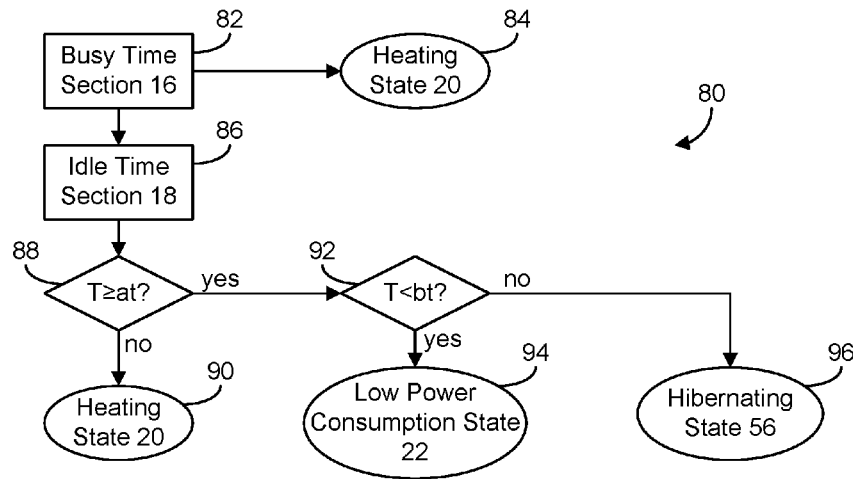 82
Busy Time
Section 16
84
Heating
State 20
80
86
Idle Time
Section 18
88
T≥at?
yes
92
T<bt?
no
no
yes
90
Heating
State 20
94
Low Power
Consumption State
22
96
Hibernating
State 56